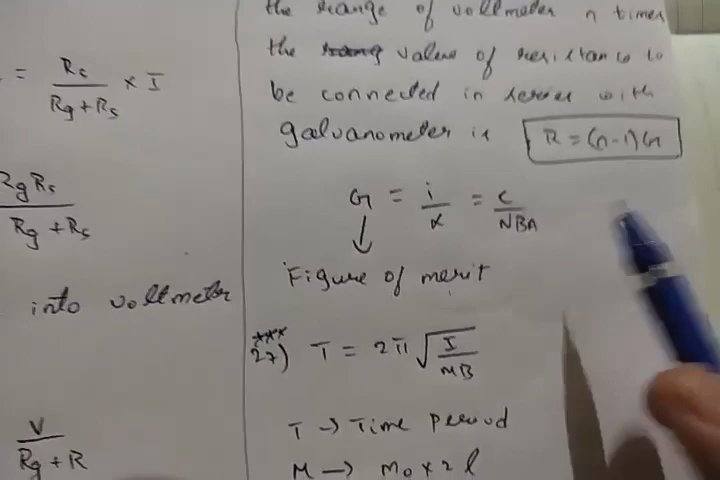 = Rs / Rg + Rs × I
RgRs / Rg + Rs
into voltmeter
V / Rg + R
the range of voltmeter n times
the value of resistance to
be connected in series with
galvanometer is R = (n-1)G
G = i / α = C / NBA
Figure of merit
*** 27) T = 2π √ I / MB
T → Time period
M → m₀ × 2l